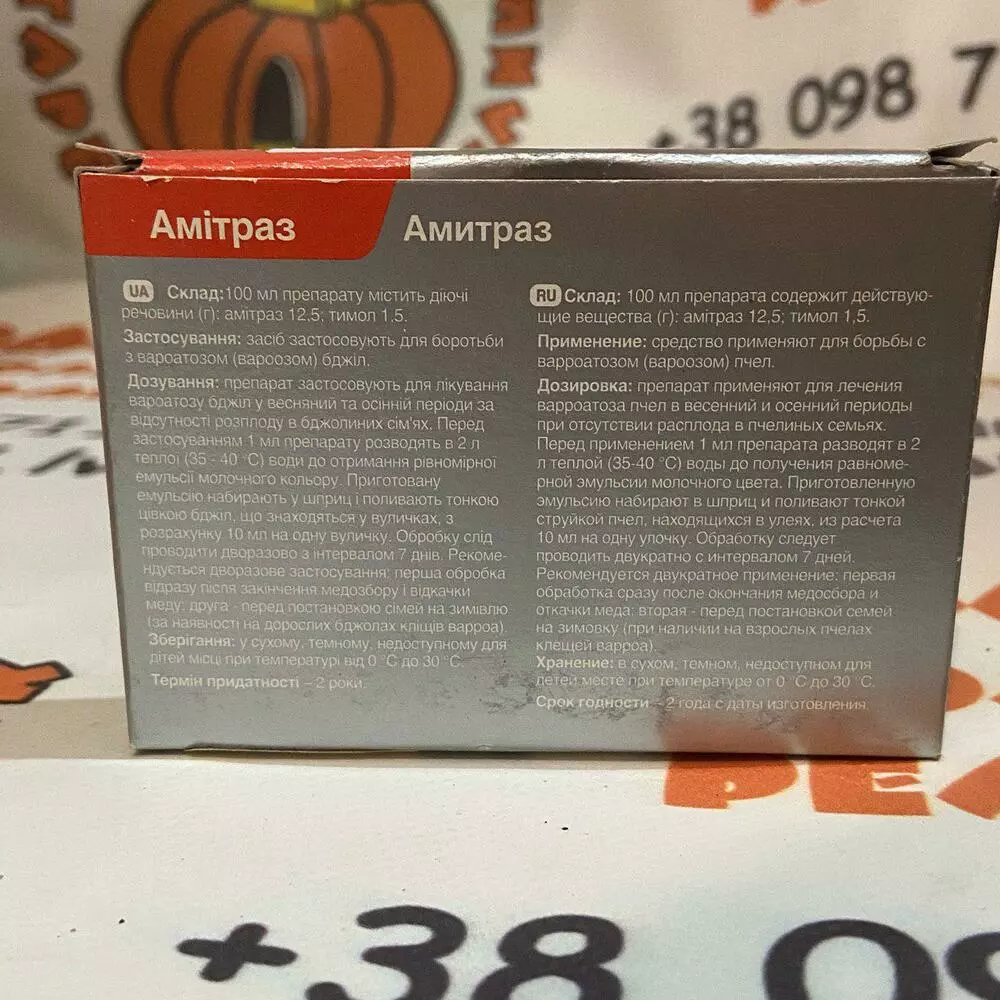 +38 098 7
Амітраз
Амитраз
UA Склад:100 мл препарату містить діючі
речовини (г): амітраз 12,5; тимол 1,5.
Застосування: засіб застосовують для боротьби
з вароатозом (вароозом) бджіл.
Дозування: препарат застосовують для лікування
вароатозу бджіл у весняний та осінній періоди за
відсутності розплоду в бджолиних сім'ях. Перед
застосуванням 1 мл препарату розводять в 2 л
теплої (35 - 40 °С) води до отримання рівномірної
емульсії молочного кольору. Приготовану
емульсію набирають у шприц і поливають тонкою
цівкою бджіл, що знаходяться у вуличках, з
розрахунку 10 мл на одну вуличку. Обробку слід
проводити дворазово з інтервалом 7 днів. Рекоме-
ндується дворазове застосування: перша обробка
відразу після закінчення медозбору і відкачки
меду; друга - перед постановкою сімей на зимівлю
(за наявності на дорослих бджолах кліщів варроа).
Зберігання: у сухому, темному, недоступному для
дітей місці при температурі від 0 °С до 30 °С.
Термін придатності – 2 роки.
RU Склад: 100 мл препарата содержит действую-
щие вещества (г): амітраз 12,5; тимол 1,5.
Применение: средство применяют для борьбы с
варроатозом (вароозом) пчел.
Дозировка: препарат применяют для лечения
варроатоза пчел в весенний и осенний периоды
при отсутствии расплода в пчелиных семьях.
Перед применением 1 мл препарата разводят в 2
л теплой (35-40 °С) воды до получения равноме-
рной эмульсии молочного цвета. Приготовленную
эмульсию набирают в шприц и поливают тонкой
струйкой пчел, находящихся в улеях, из расчета
10 мл на одну улочку. Обработку следует
проводить двукратно с интервалом 7 дней.
Рекомендуется двукратное применение: первая
обработка сразу после окончания медосбора и
откачки меда; вторая - перед постановкой семей
на зимовку (при наличии на взрослых пчелах
клещей варроа).
Хранение: в сухом, темном, недоступном для
детей месте при температуре от 0 °С до 30 °С.
Срок годности – 2 года с даты изготовления.
+38 09